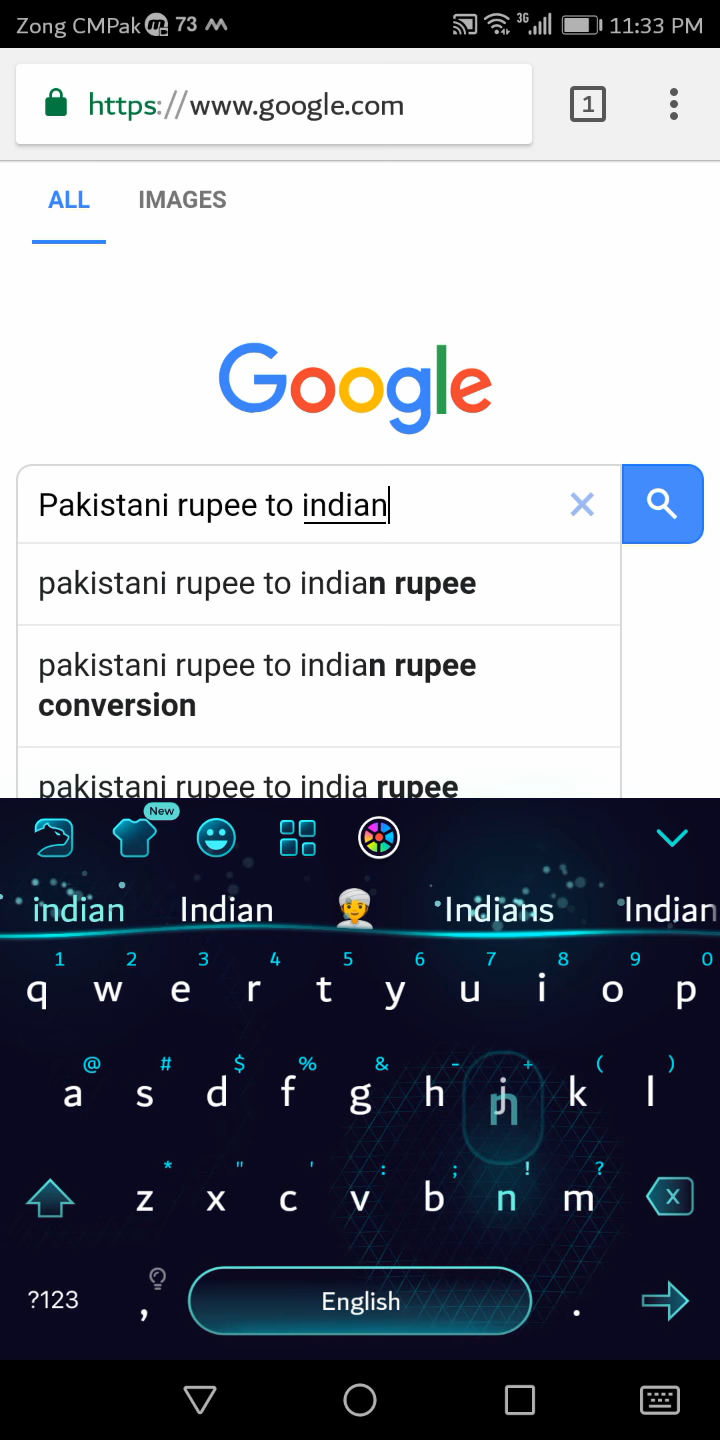 Zong CMPak 73 3G 11:33 PM
https://www.google.com 1
ALL IMAGES
Google
Pakistani rupee to indian
pakistani rupee to indian rupee
pakistani rupee to indian rupee
conversion
pakistani rupee to india rupee
New
indian Indian Indians Indian
1 2 3 4 5 6 7 8 9 0
q w e r t y u i o p
@ # $ % & - + ( )
a s d f g h j k l
n
* " ' : ; ! ?
z x c v b n m X
?123 , English .